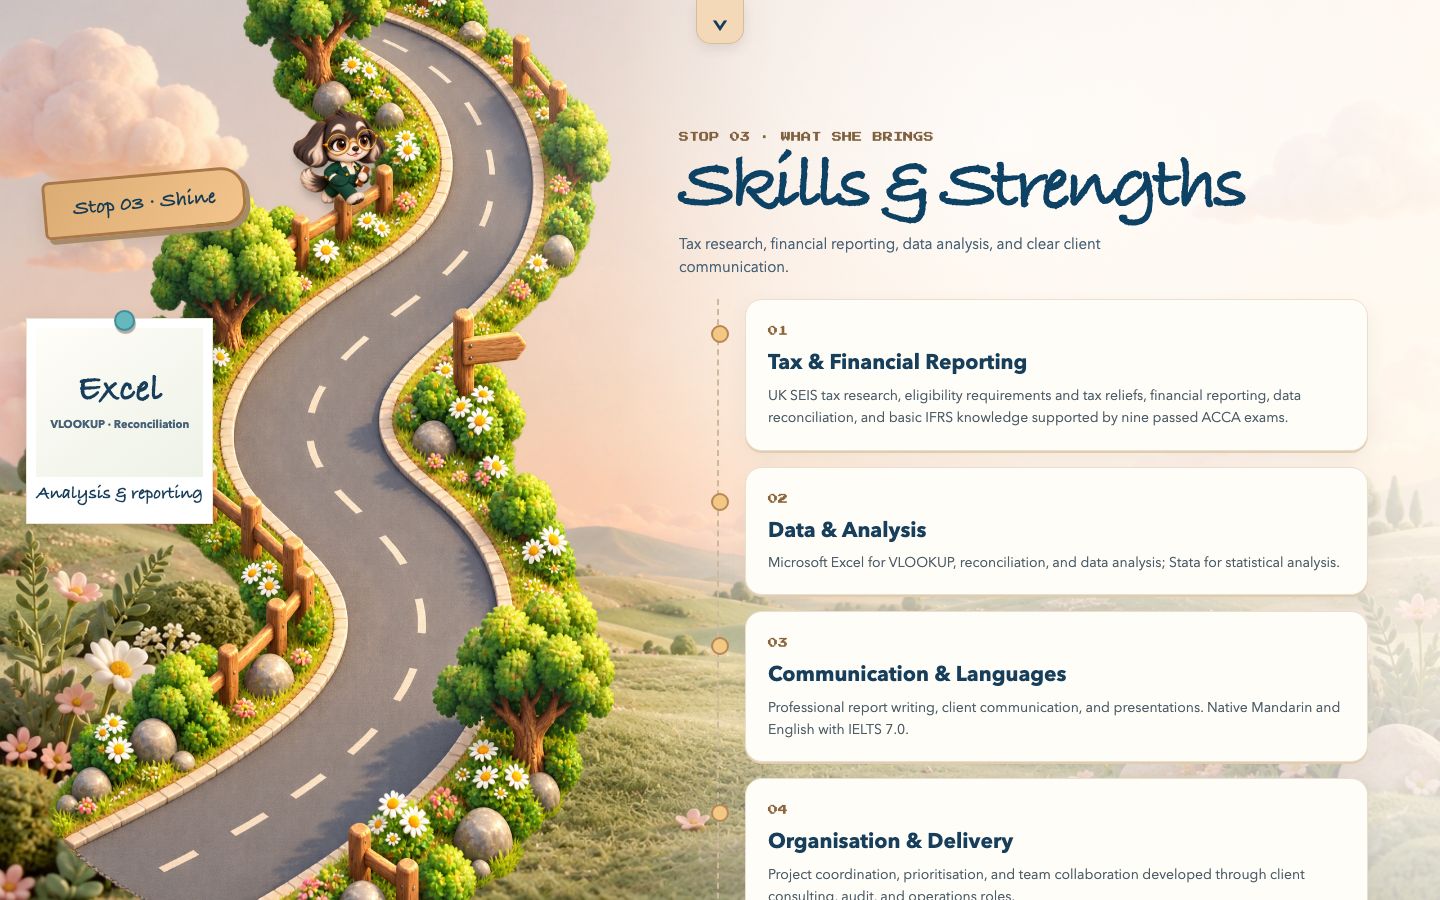 Stop 03 · Shine
Excel
VLOOKUP · Reconciliation
Analysis & reporting
STOP 03 · WHAT SHE BRINGS
Skills & Strengths
Tax research, financial reporting, data analysis, and clear client
communication.
01
Tax & Financial Reporting
UK SEIS tax research, eligibility requirements and tax reliefs, financial reporting, data
reconciliation, and basic IFRS knowledge supported by nine passed ACCA exams.
02
Data & Analysis
Microsoft Excel for VLOOKUP, reconciliation, and data analysis; Stata for statistical analysis.
03
Communication & Languages
Professional report writing, client communication, and presentations. Native Mandarin and
English with IELTS 7.0.
04
Organisation & Delivery
Project coordination, prioritisation, and team collaboration developed through client
consulting, audit, and operations roles.